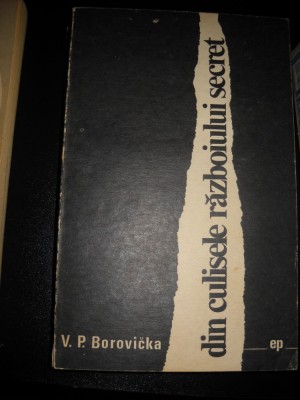 din culisele războiului secret
V. P. Borovička
ep